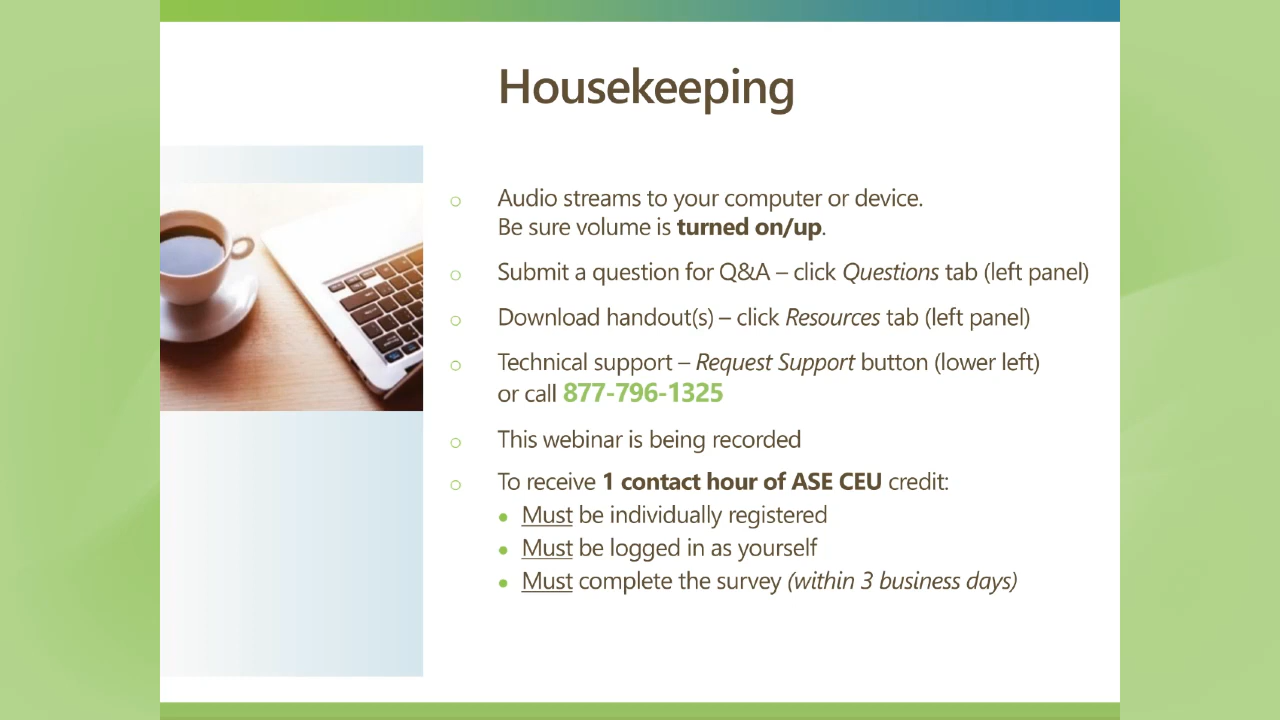 Housekeeping
Audio streams to your computer or device.
Be sure volume is turned on/up.
Submit a question for Q&A – click Questions tab (left panel)
Download handout(s) – click Resources tab (left panel)
Technical support – Request Support button (lower left)
or call 877-796-1325
This webinar is being recorded
To receive 1 contact hour of ASE CEU credit:
Must be individually registered
Must be logged in as yourself
Must complete the survey (within 3 business days)